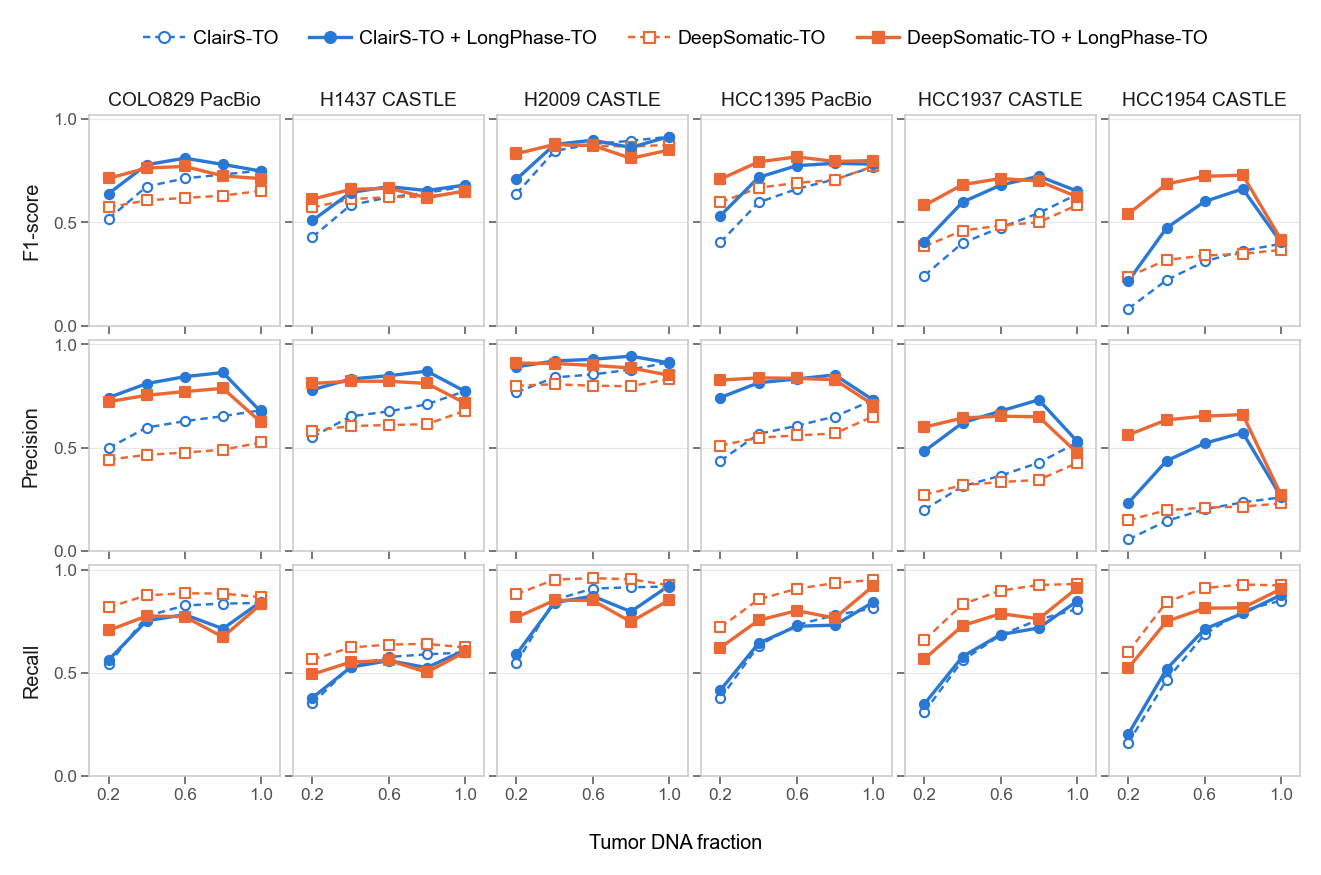 ClairS-TO ClairS-TO + LongPhase-TO DeepSomatic-TO DeepSomatic-TO + LongPhase-TO
COLO829 PacBio H1437 CASTLE H2009 CASTLE HCC1395 PacBio HCC1937 CASTLE HCC1954 CASTLE
F1-score
1.0
0.5
0.0
Precision
1.0
0.5
0.0
Recall
1.0
0.5
0.0
0.2 0.6 1.0 0.2 0.6 1.0 0.2 0.6 1.0 0.2 0.6 1.0 0.2 0.6 1.0 0.2 0.6 1.0
Tumor DNA fraction